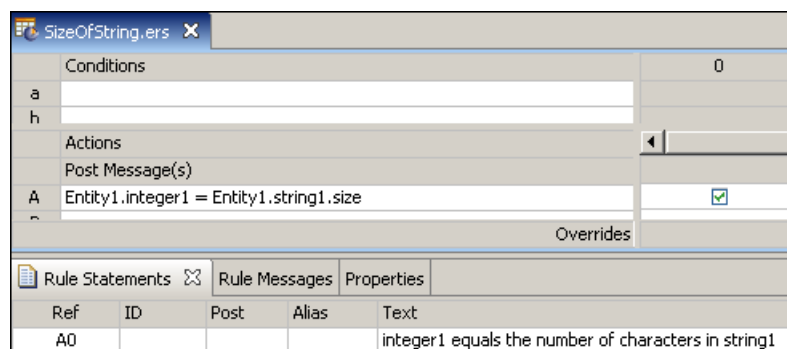 SizeOfString.ers
Conditions 0
a
Actions
Post Message(s)
A Entity1.integer1 = Entity1.string1.size
Overrides
Rule Statements Rule Messages Properties
Ref ID Post Alias Text
A0 integer1 equals the number of characters in string1